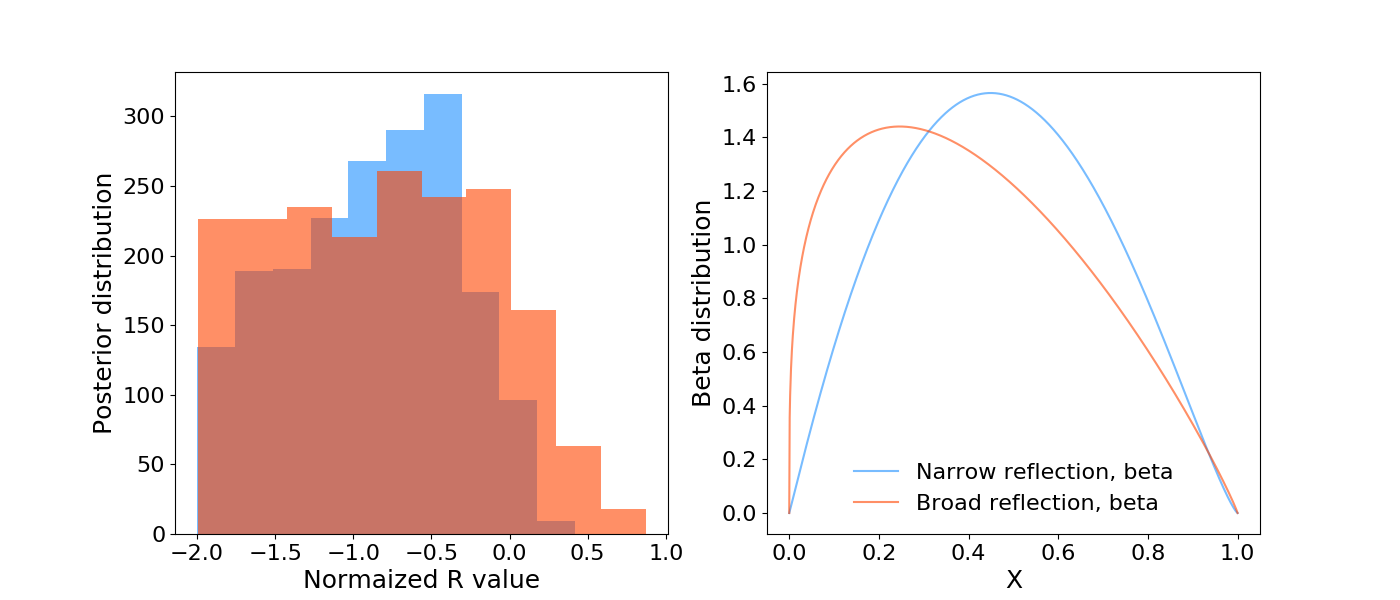 Posterior distribution
300
250
200
150
100
50
0
−2.0 −1.5 −1.0 −0.5 0.0 0.5 1.0
Normaized R value
Beta distribution
1.6
1.4
1.2
1.0
0.8
0.6
0.4
0.2
0.0
0.0 0.2 0.4 0.6 0.8 1.0
X
Narrow reflection, beta
Broad reflection, beta